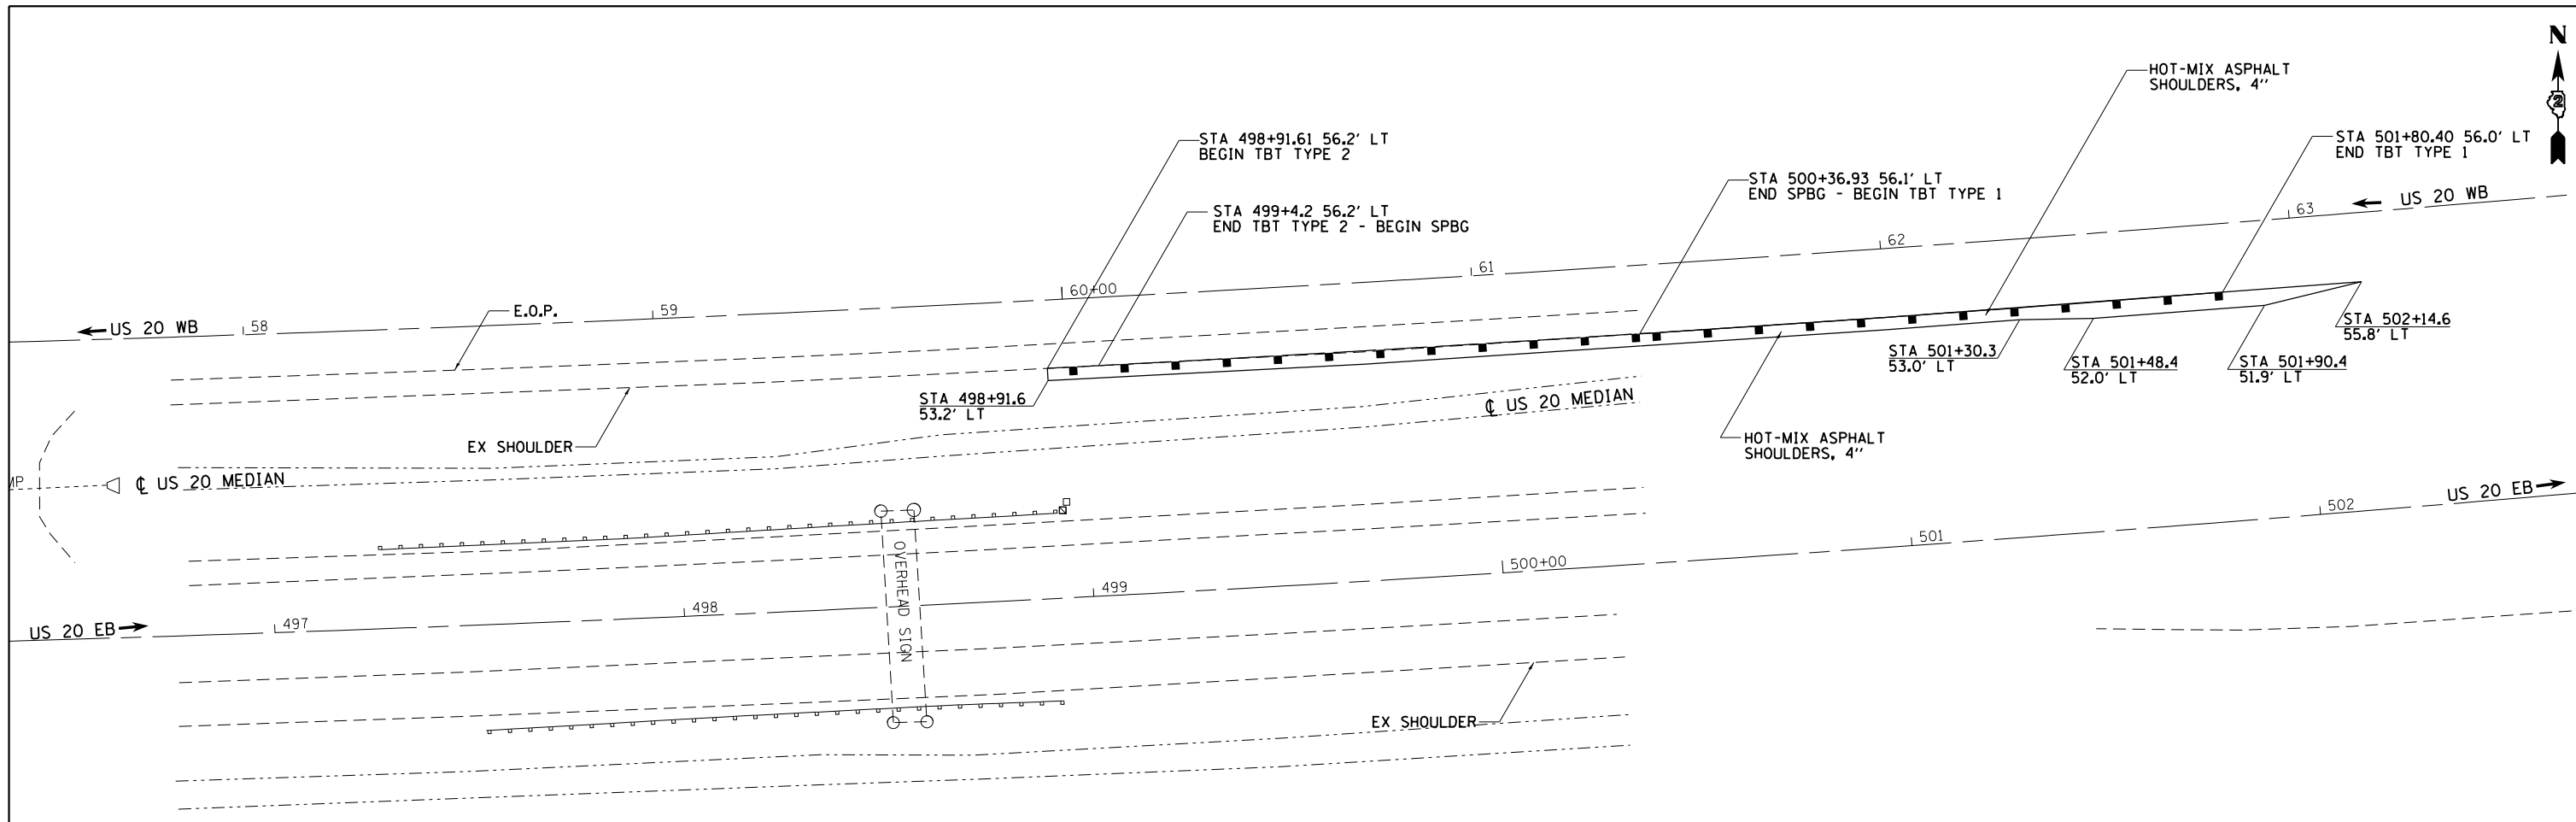 N
2
HOT-MIX ASPHALT
SHOULDERS, 4''
STA 498+91.61 56.2' LT
BEGIN TBT TYPE 2
STA 501+80.40 56.0' LT
END TBT TYPE 1
STA 500+36.93 56.1' LT
END SPBG - BEGIN TBT TYPE 1
US 20 WB
STA 499+4.2 56.2' LT
END TBT TYPE 2 - BEGIN SPBG
63
62
61
60+00
59
58
E.O.P.
US 20 WB
STA 502+14.6
55.8' LT
STA 501+30.3
53.0' LT
STA 501+48.4
52.0' LT
STA 501+90.4
51.9' LT
STA 498+91.6
53.2' LT
℄ US 20 MEDIAN
EX SHOULDER
HOT-MIX ASPHALT
SHOULDERS, 4''
MP
℄ US 20 MEDIAN
US 20 EB
OVERHEAD SIGN
502
501
500+00
499
498
497
US 20 EB
EX SHOULDER